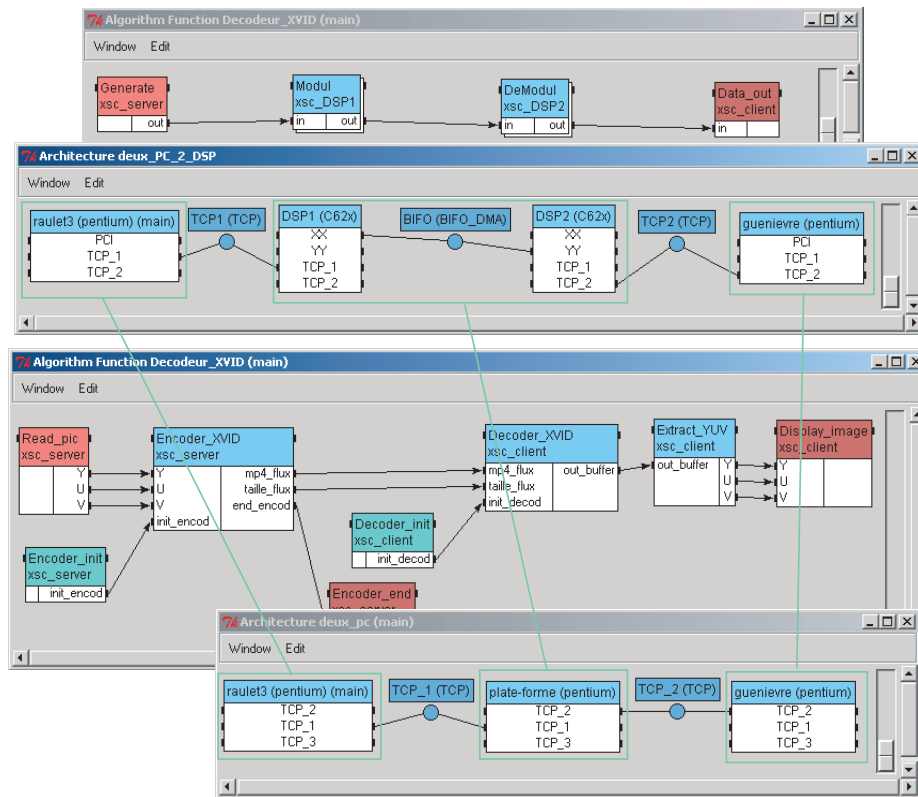 Algorithm Function Decodeur_XVID (main)
Window Edit
Generate
xsc_server
out
Modul
xsc_DSP1
in out
DeModul
xsc_DSP2
in out
Data_out
xsc_client
in
Architecture deux_PC_2_DSP
Window Edit
raulet3 (pentium) (main)
PCI
TCP_1
TCP_2
TCP1 (TCP)
DSP1 (C62x)
XX
YY
TCP_1
TCP_2
BIFO (BIFO_DMA)
DSP2 (C62x)
XX
YY
TCP_1
TCP_2
TCP2 (TCP)
guenievre (pentium)
PCI
TCP_1
TCP_2
Algorithm Function Decodeur_XVID (main)
Window Edit
Read_pic
xsc_server
Y
U
V
Encoder_XVID
xsc_server
Y mp4_flux
U taille_flux
V end_encod
init_encod
Encoder_init
xsc_server
init_encod
Decoder_XVID
xsc_client
mp4_flux out_buffer
taille_flux
init_decod
Decoder_init
xsc_client
init_decod
Encoder_end
Extract_YUV
xsc_client
out_buffer Y
U
V
Display_image
xsc_client
Y
U
V
Architecture deux_pc (main)
Window Edit
raulet3 (pentium) (main)
TCP_2
TCP_1
TCP_3
TCP_1 (TCP)
plate-forme (pentium)
TCP_2
TCP_1
TCP_3
TCP_2 (TCP)
guenievre (pentium)
TCP_2
TCP_1
TCP_3